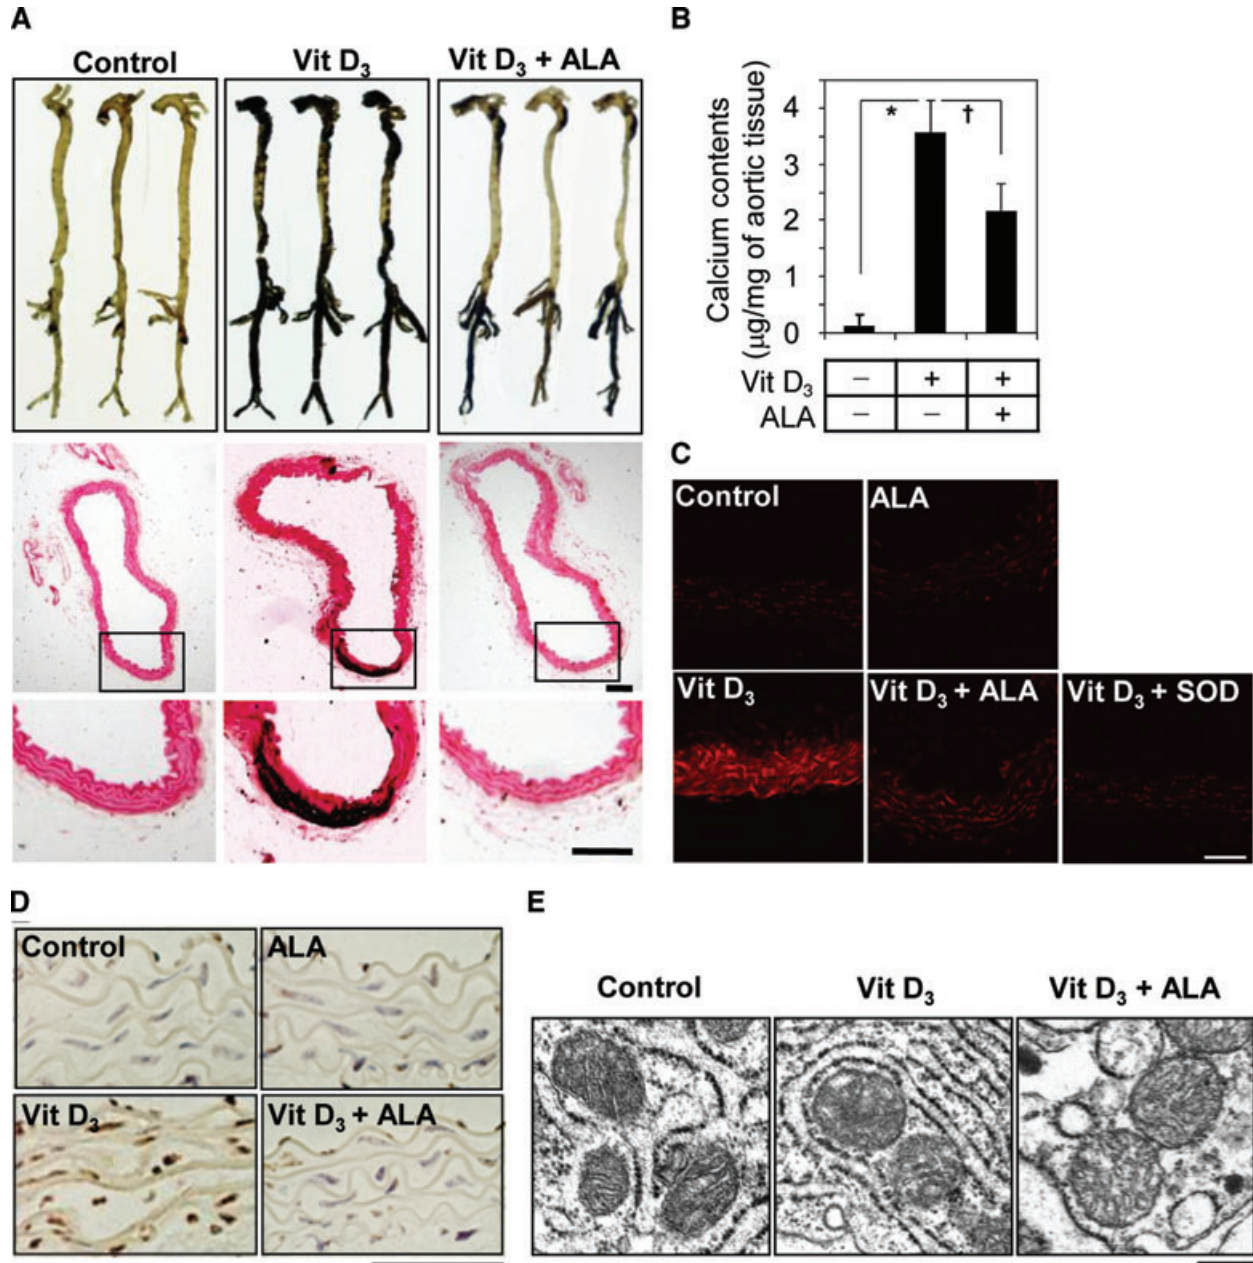 A
Control
Vit D₃
Vit D₃ + ALA
B
Calcium contents
(µg/mg of aortic tissue)
4
3
2
1
0
*
†
Vit D₃ − + +
ALA − − +
C
Control
ALA
Vit D₃
Vit D₃ + ALA
Vit D₃ + SOD
D
Control
ALA
Vit D₃
Vit D₃ + ALA
E
Control
Vit D₃
Vit D₃ + ALA